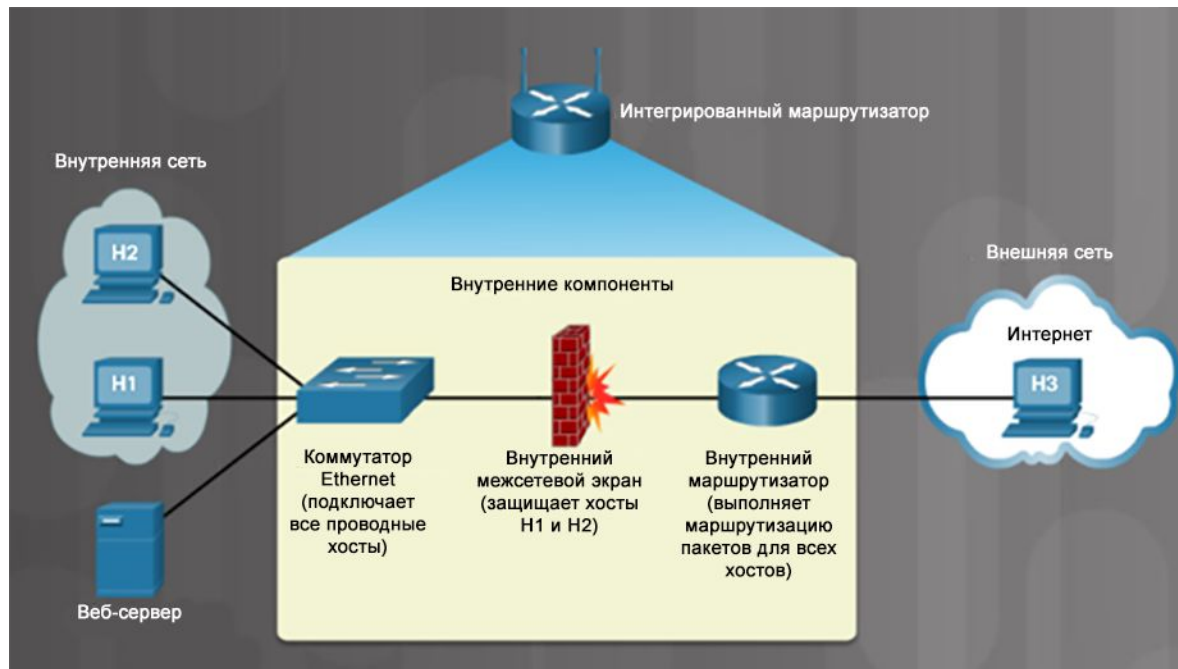 Интегрированный маршрутизатор
Внутренняя сеть
H2
H1
Веб-сервер
Внутренние компоненты
Коммутатор
Ethernet
(подключает
все проводные
хосты)
Внутренний
межсетевой экран
(защищает хосты
H1 и H2)
Внутренний
маршрутизатор
(выполняет
маршрутизацию
пакетов для всех
хостов)
Внешняя сеть
Интернет
H3